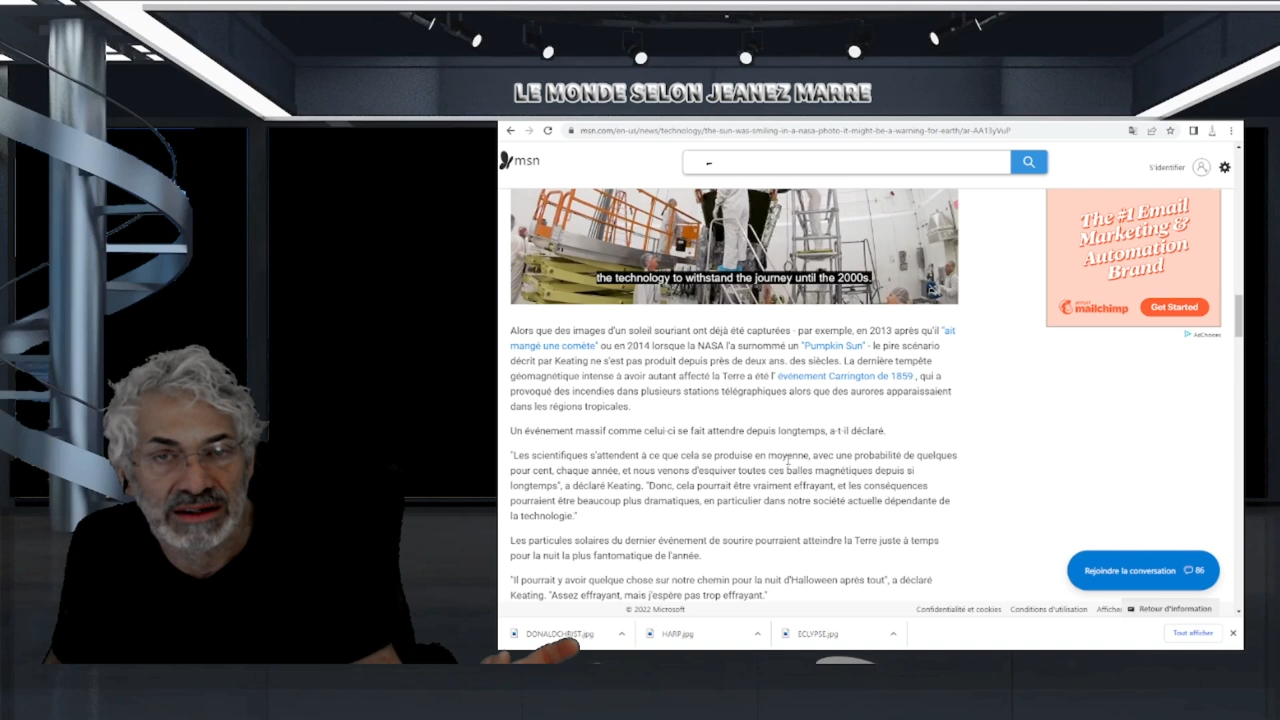 LE MONDE SELON JEANEZ MARRE
msn.com/en-us/news/technology/the-sun-was-smiling-in-a-nasa-photo-it-might-be-a-warning-for-earth/ar-AA13yVuP
msn
S'identifier
the technology to withstand the journey until the 2000s.
The #1 Email
Marketing &
Automation
Brand
mailchimp
Get Started
AdChoices
Alors que des images d'un soleil souriant ont déjà été capturées - par exemple, en 2013 après qu'il "ait
mangé une comète" ou en 2014 lorsque la NASA l'a surnommé un "Pumpkin Sun" - le pire scénario
décrit par Keating ne s'est pas produit depuis près de deux ans. des siècles. La dernière tempête
géomagnétique intense à avoir autant affecté la Terre a été l' événement Carrington de 1859 , qui a
provoqué des incendies dans plusieurs stations télégraphiques alors que des aurores apparaissaient
dans les régions tropicales.
Un événement massif comme celui-ci se fait attendre depuis longtemps, a-t-il déclaré.
"Les scientifiques s'attendent à ce que cela se produise en moyenne, avec une probabilité de quelques
pour cent, chaque année, et nous venons d'esquiver toutes ces balles magnétiques depuis si
longtemps", a déclaré Keating. "Donc, cela pourrait être vraiment effrayant, et les conséquences
pourraient être beaucoup plus dramatiques, en particulier dans notre société actuelle dépendante de
la technologie."
Les particules solaires du dernier événement de sourire pourraient atteindre la Terre juste à temps
pour la nuit la plus fantomatique de l'année.
"Il pourrait y avoir quelque chose sur notre chemin pour la nuit d'Halloween après tout", a déclaré
Keating. "Assez effrayant, mais j'espère pas trop effrayant."
Rejoindre la conversation 86
© 2022 Microsoft
Confidentialité et cookies
Conditions d'utilisation
Affiche
Retour d'information
DONALDCHRIST.jpg
HARP.jpg
ECLYPSE.jpg
Tout afficher